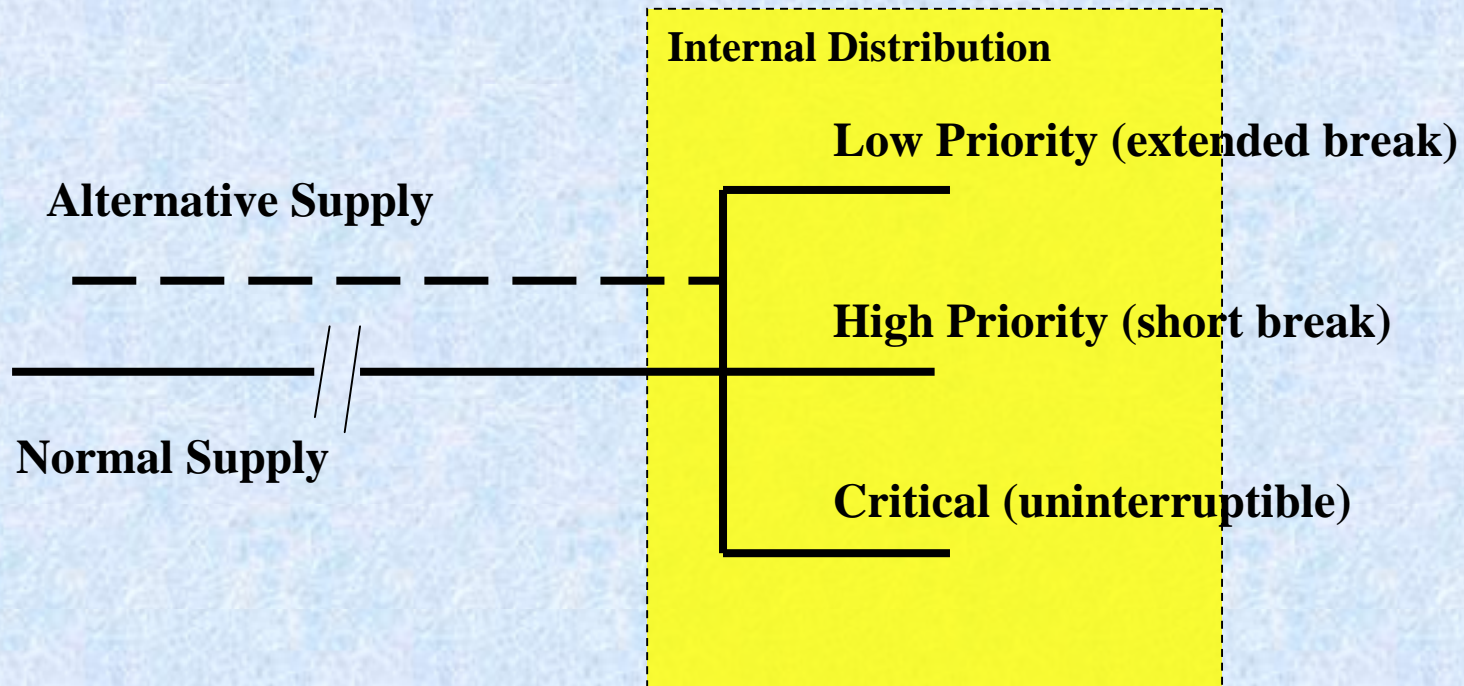 Internal Distribution
Low Priority (extended break)
Alternative Supply
High Priority (short break)
Normal Supply
Critical (uninterruptible)